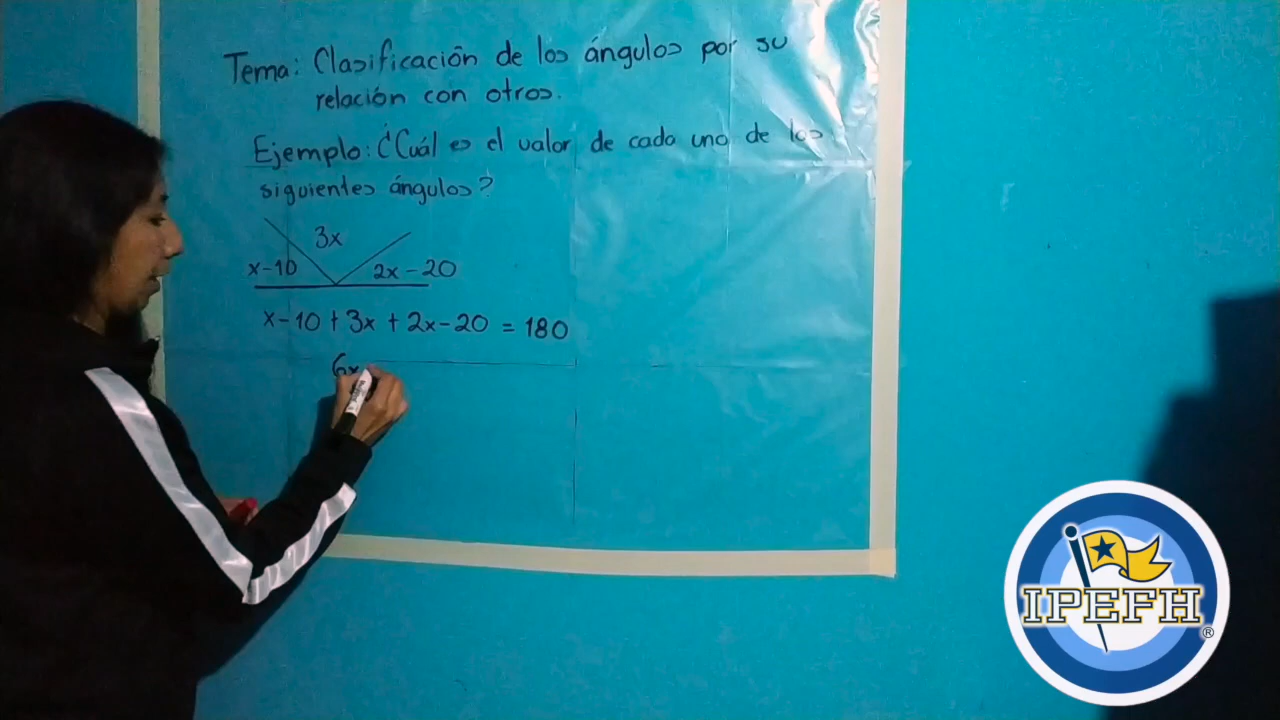 Tema: Clasificación de los ángulos por su
relación con otros.
Ejemplo: ¿Cuál es el valor de cada uno de los
siguientes ángulos?
3x
x-10
2x-20
x-10+3x+2x-20=180
6x
IPEFH®